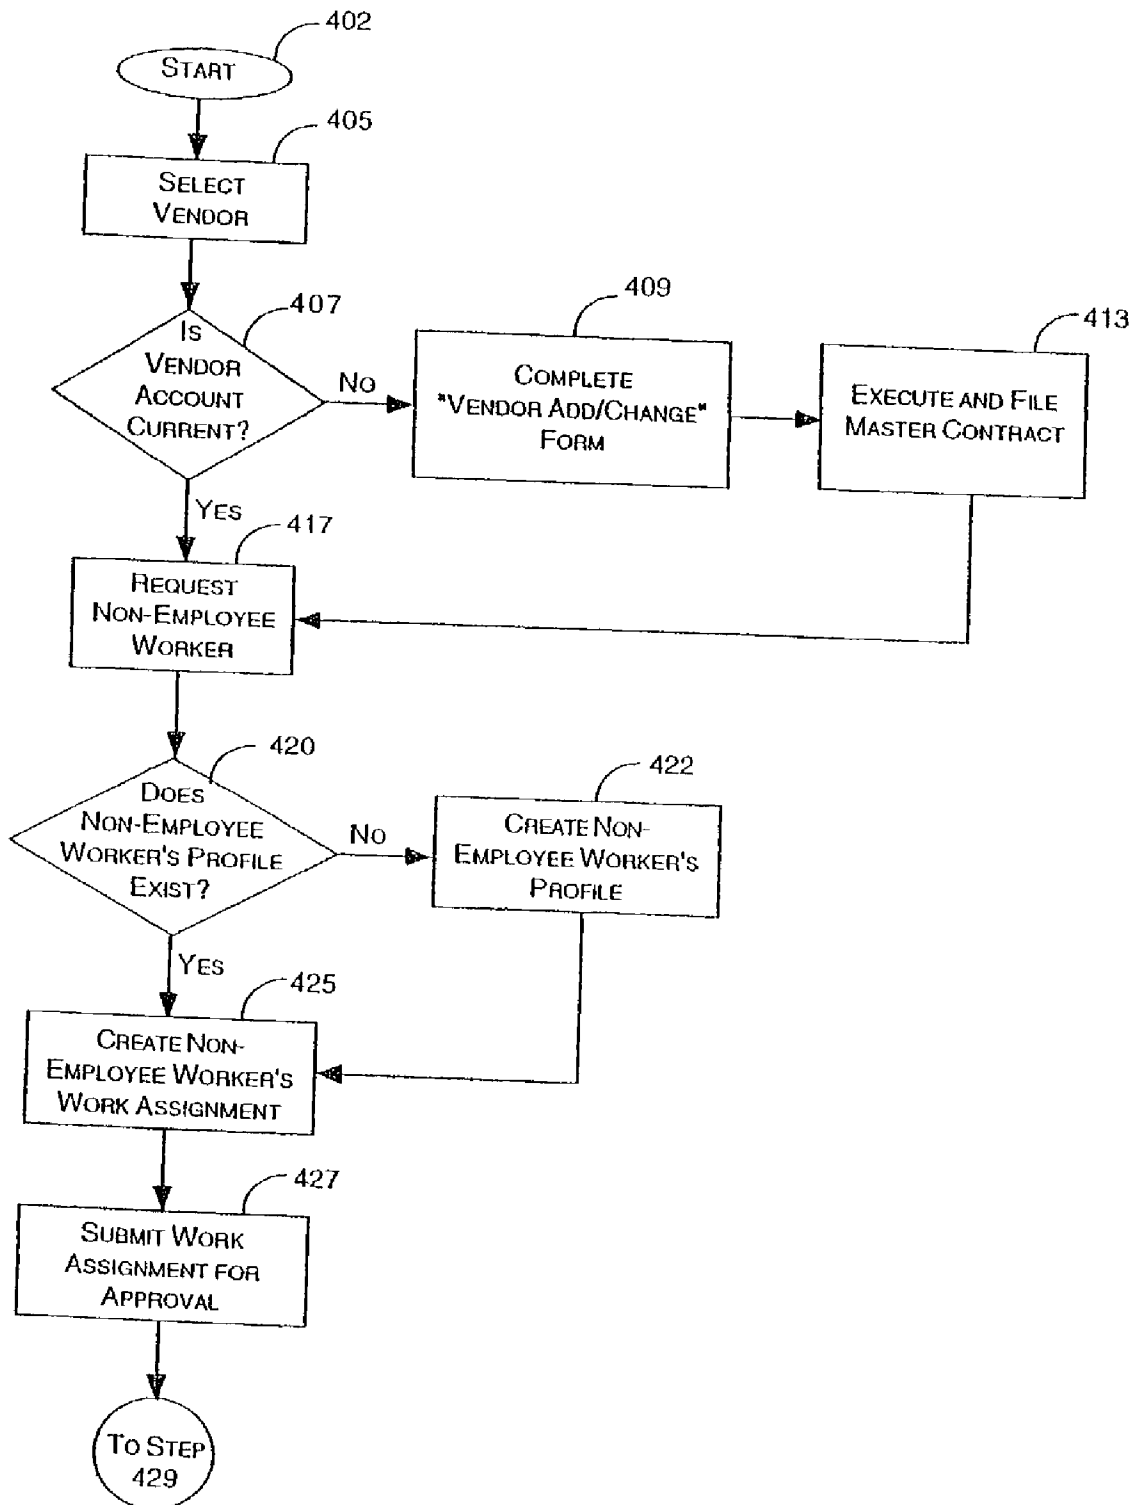 402
START
405
SELECT
VENDOR
407
IS
VENDOR
ACCOUNT
CURRENT?
NO
409
COMPLETE
"VENDOR ADD/CHANGE"
FORM
413
EXECUTE AND FILE
MASTER CONTRACT
YES
417
REQUEST
NON-EMPLOYEE
WORKER
420
DOES
NON-EMPLOYEE
WORKER'S PROFILE
EXIST?
NO
422
CREATE NON-
EMPLOYEE WORKER'S
PROFILE
YES
425
CREATE NON-
EMPLOYEE WORKER'S
WORK ASSIGNMENT
427
SUBMIT WORK
ASSIGNMENT FOR
APPROVAL
TO STEP
429